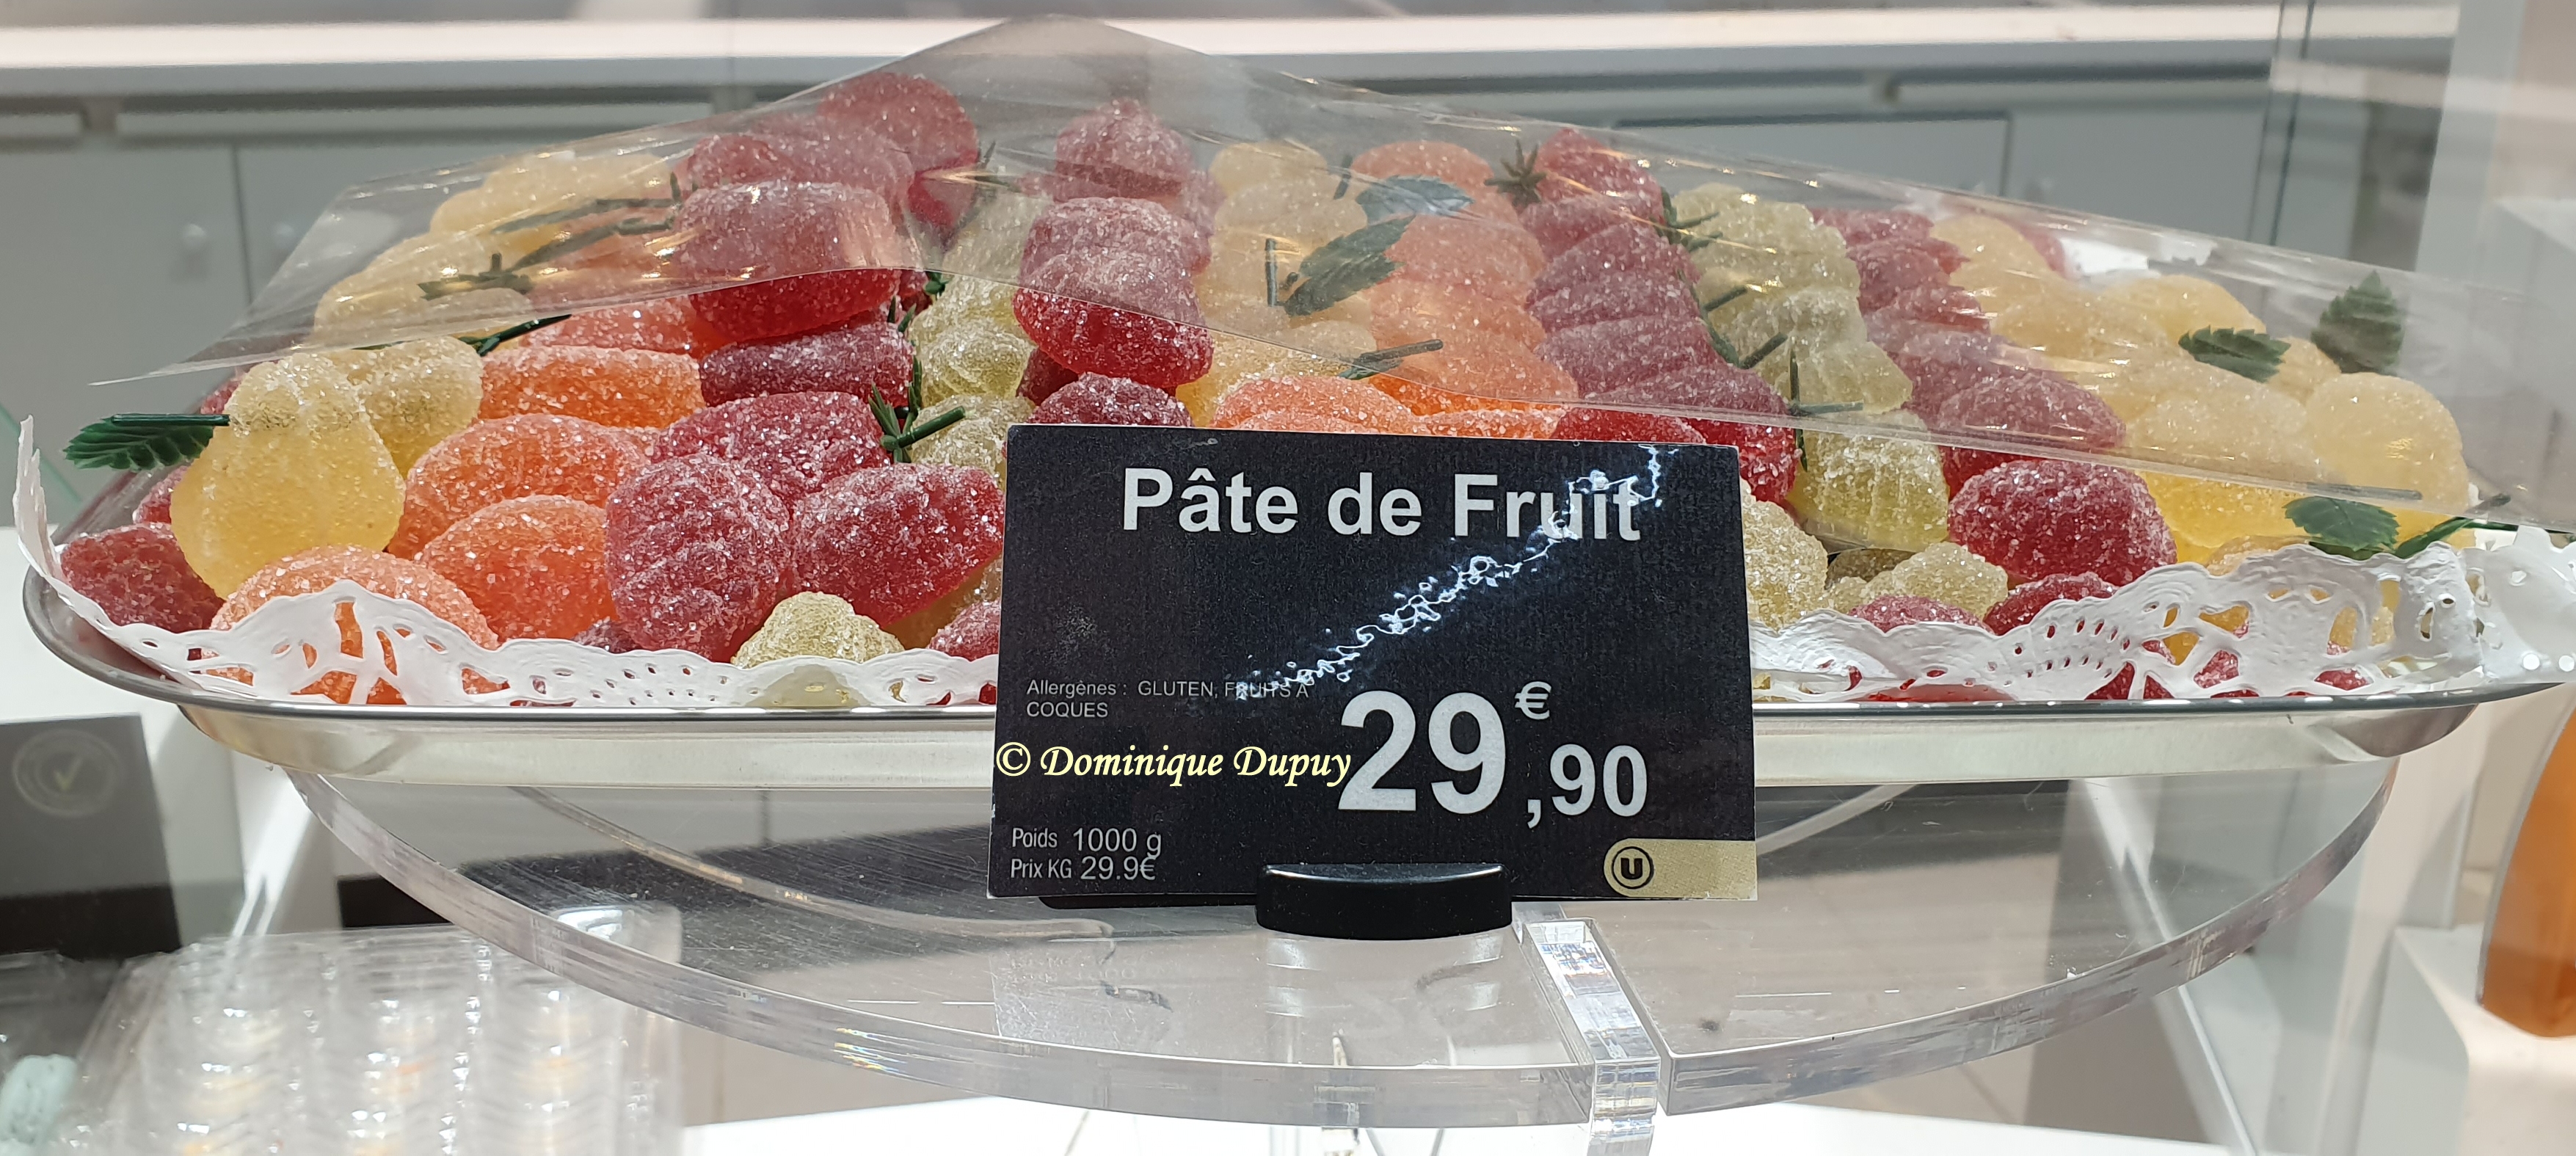 Pâte de Fruit
Allergènes : GLUTEN, FRUITS A
COQUES
29€,90
© Dominique Dupuy
Poids 1000 g
Prix KG 29.9€
U